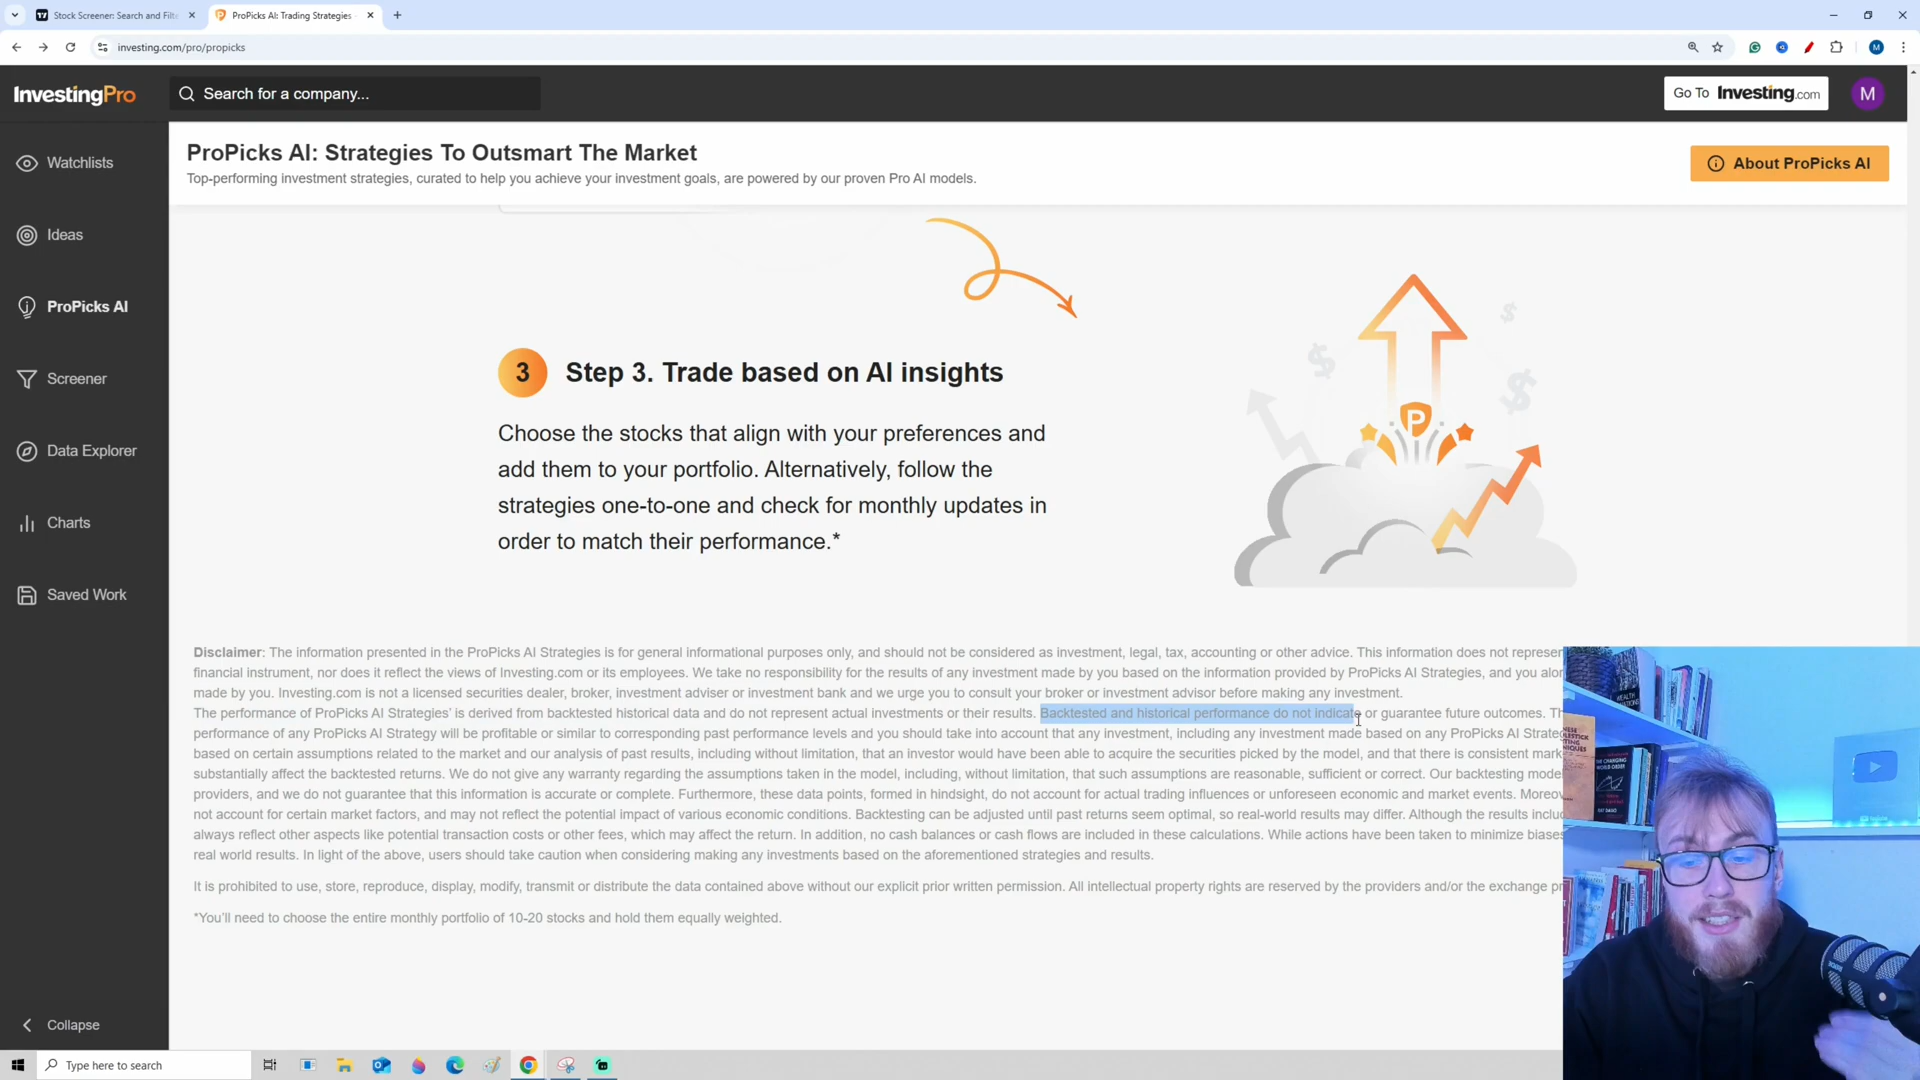 Stock Screener: Search and Filte
ProPicks AI: Trading Strategies
investing.com/pro/propicks
M
InvestingPro
Search for a company...
Go To Investing.com
M
Watchlists
Ideas
ProPicks AI
Screener
Data Explorer
Charts
Saved Work
Collapse
ProPicks AI: Strategies To Outsmart The Market
Top-performing investment strategies, curated to help you achieve your investment goals, are powered by our proven Pro AI models.
About ProPicks AI
3 Step 3. Trade based on AI insights
Choose the stocks that align with your preferences and
add them to your portfolio. Alternatively, follow the
strategies one-to-one and check for monthly updates in
order to match their performance.*
$
$
$
P
Disclaimer: The information presented in the ProPicks AI Strategies is for general informational purposes only, and should not be considered as investment, legal, tax, accounting or other advice. This information does not represen
financial instrument, nor does it reflect the views of Investing.com or its employees. We take no responsibility for the results of any investment made by you based on the information provided by ProPicks AI Strategies, and you alon
made by you. Investing.com is not a licensed securities dealer, broker, investment adviser or investment bank and we urge you to consult your broker or investment advisor before making any investment.
The performance of ProPicks AI Strategies' is derived from backtested historical data and do not represent actual investments or their results. Backtested and historical performance do not indicate or guarantee future outcomes. Th
performance of any ProPicks AI Strategy will be profitable or similar to corresponding past performance levels and you should take into account that any investment, including any investment made based on any ProPicks AI Strateg
based on certain assumptions related to the market and our analysis of past results, including without limitation, that an investor would have been able to acquire the securities picked by the model, and that there is consistent mark
substantially affect the backtested returns. We do not give any warranty regarding the assumptions taken in the model, including, without limitation, that such assumptions are reasonable, sufficient or correct. Our backtesting mode
providers, and we do not guarantee that this information is accurate or complete. Furthermore, these data points, formed in hindsight, do not account for actual trading influences or unforeseen economic and market events. Moreov
not account for certain market factors, and may not reflect the potential impact of various economic conditions. Backtesting can be adjusted until past returns seem optimal, so real-world results may differ. Although the results includ
always reflect other aspects like potential transaction costs or other fees, which may affect the return. In addition, no cash balances or cash flows are included in these calculations. While actions have been taken to minimize biases
real world results. In light of the above, users should take caution when considering making any investments based on the aforementioned strategies and results.
It is prohibited to use, store, reproduce, display, modify, transmit or distribute the data contained above without our explicit prior written permission. All intellectual property rights are reserved by the providers and/or the exchange pr
*You'll need to choose the entire monthly portfolio of 10-20 stocks and hold them equally weighted.
THE CHANGING
WORLD ORDER
RAY DALIO
Type here to search